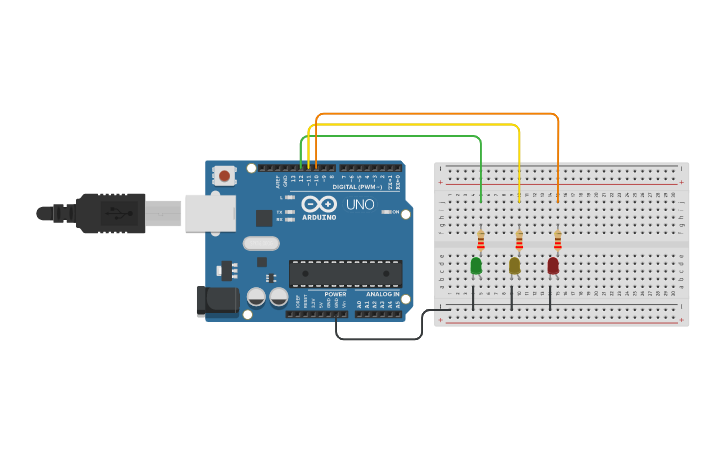 AREF
GND
13
12
~11
~10
~9
8
7
~6
~5
4
~3
2
TX→1
RX←0
DIGITAL (PWM~)
L
TX
RX
UNO
ARDUINO
ON
POWER
ANALOG IN
IOREF
RESET
3.3V
5V
GND
GND
Vin
A0
A1
A2
A3
A4
A5